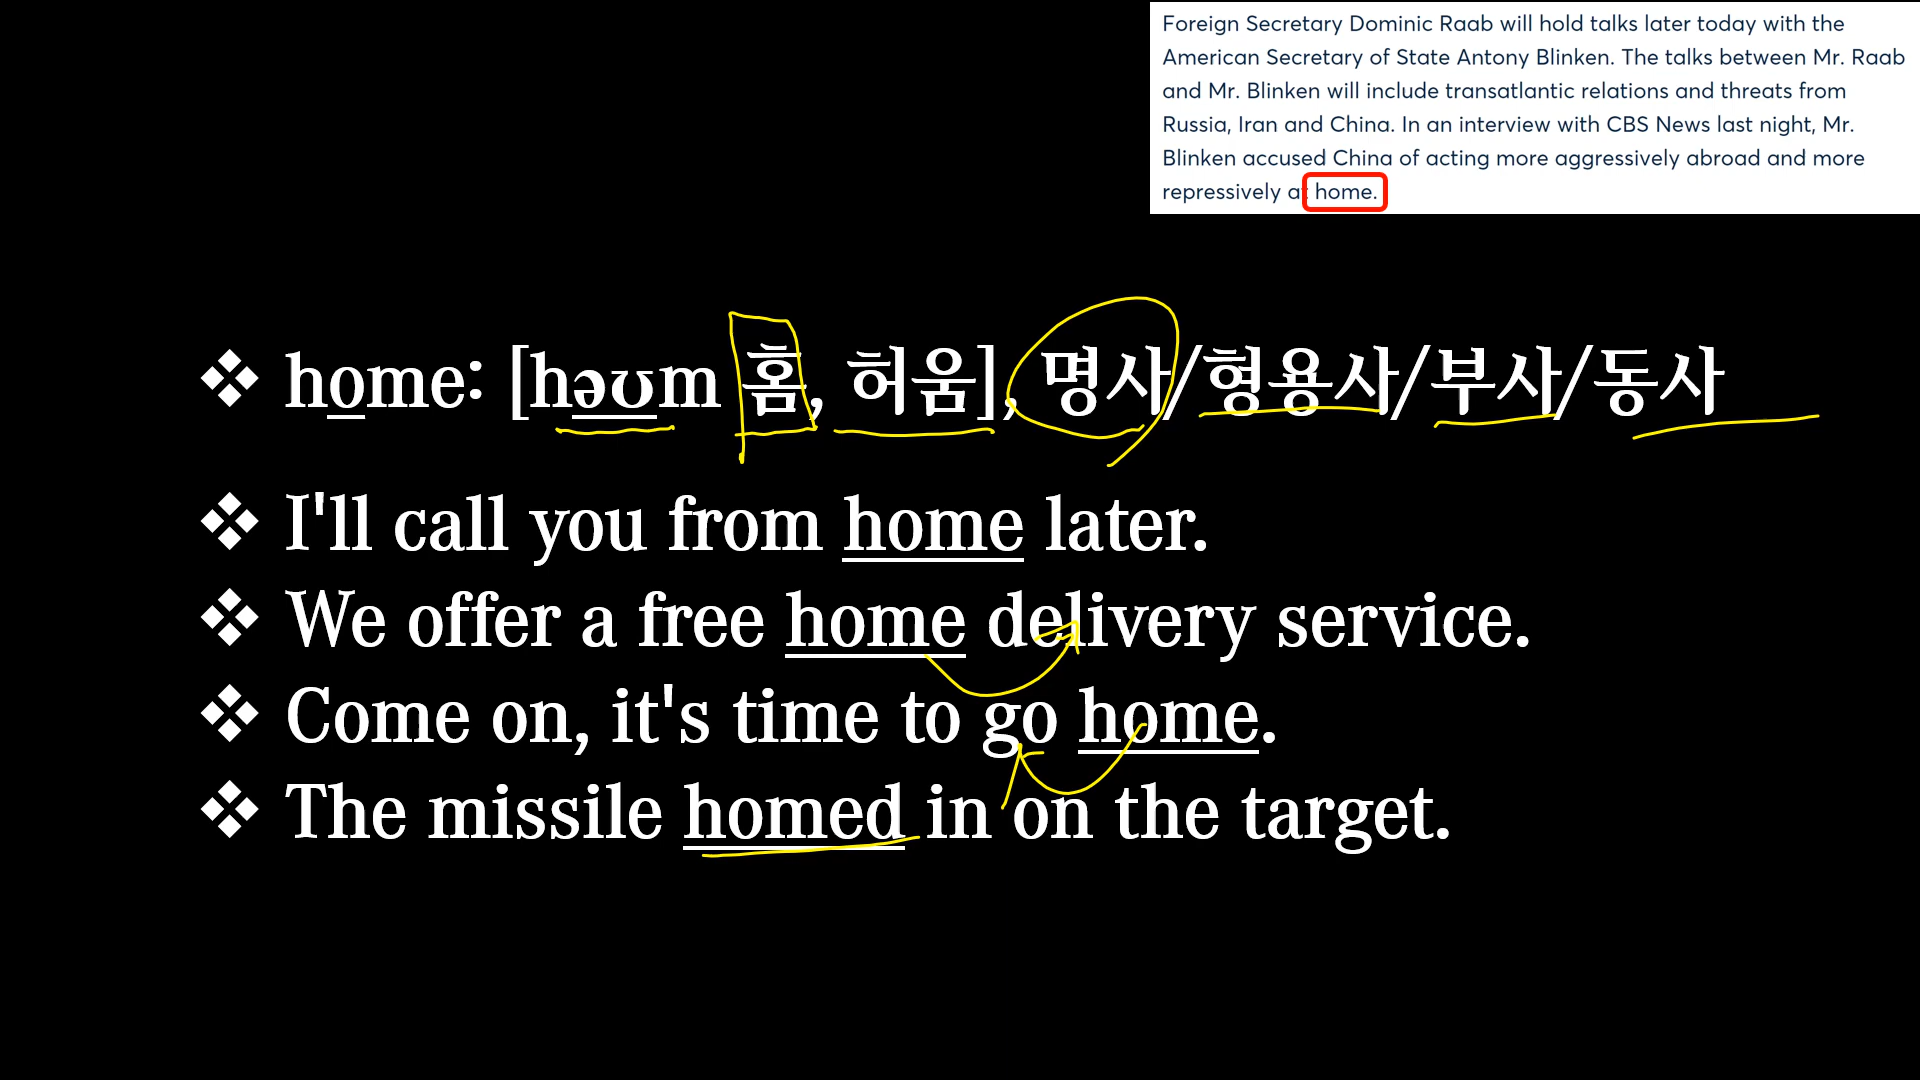 Foreign Secretary Dominic Raab will hold talks later today with the
American Secretary of State Antony Blinken. The talks between Mr. Raab
and Mr. Blinken will include transatlantic relations and threats from
Russia, Iran and China. In an interview with CBS News last night, Mr.
Blinken accused China of acting more aggressively abroad and more
repressively at home.
❖ home: [həʊm 홈, 허움], 명사/형용사/부사/동사
❖ I'll call you from home later.
❖ We offer a free home delivery service.
❖ Come on, it's time to go home.
❖ The missile homed in on the target.